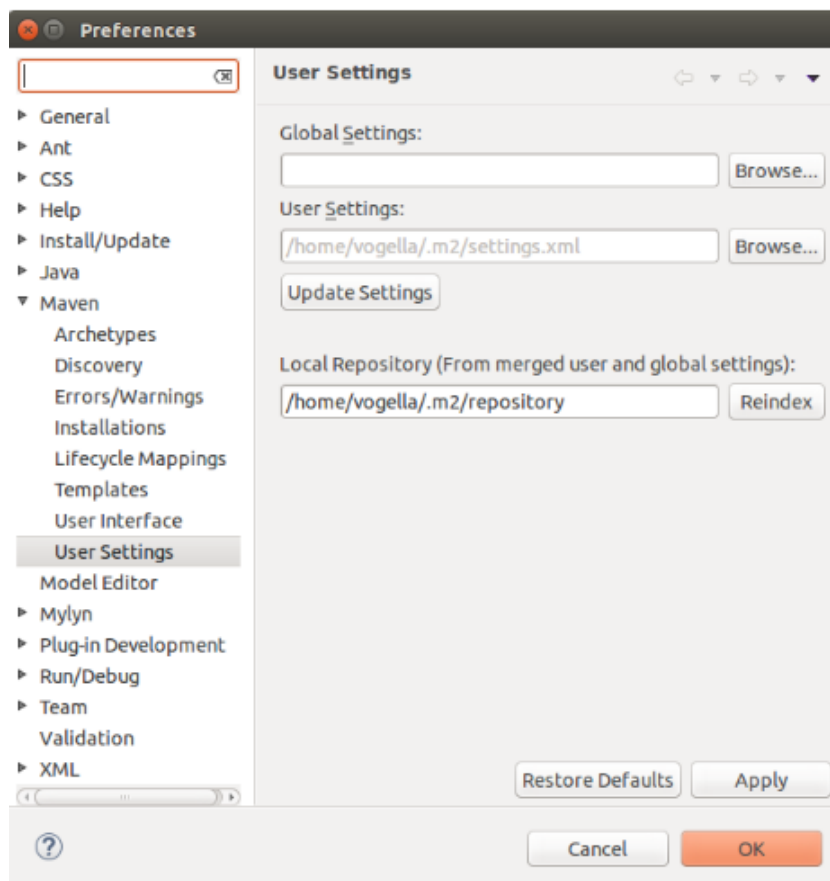 Preferences
General
Ant
CSS
Help
Install/Update
Java
Maven
Archetypes
Discovery
Errors/Warnings
Installations
Lifecycle Mappings
Templates
User Interface
User Settings
Model Editor
Mylyn
Plug-in Development
Run/Debug
Team
Validation
XML
User Settings
Global Settings:
Browse...
User Settings:
/home/vogella/.m2/settings.xml
Browse...
Update Settings
Local Repository (From merged user and global settings):
/home/vogella/.m2/repository
Reindex
Restore Defaults
Apply
?
Cancel
OK